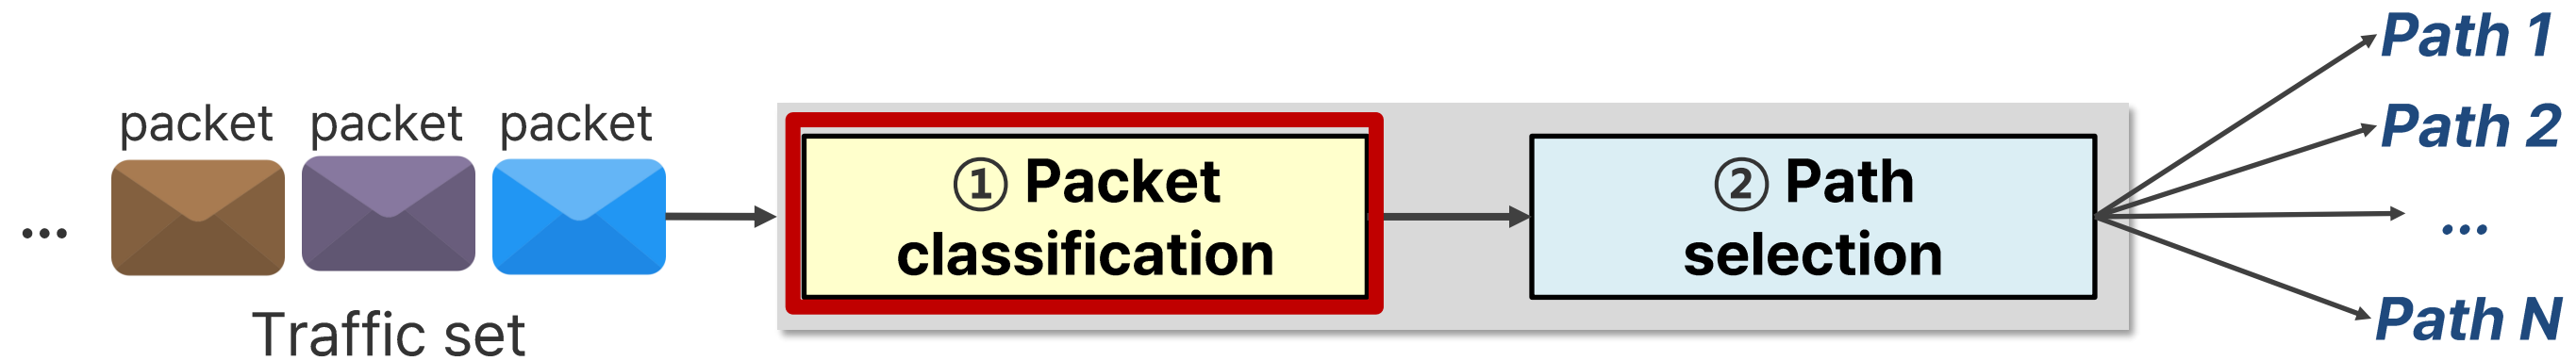 packet packet packet
...
Traffic set
① Packet
classification
② Path
selection
Path 1
Path 2
...
Path N